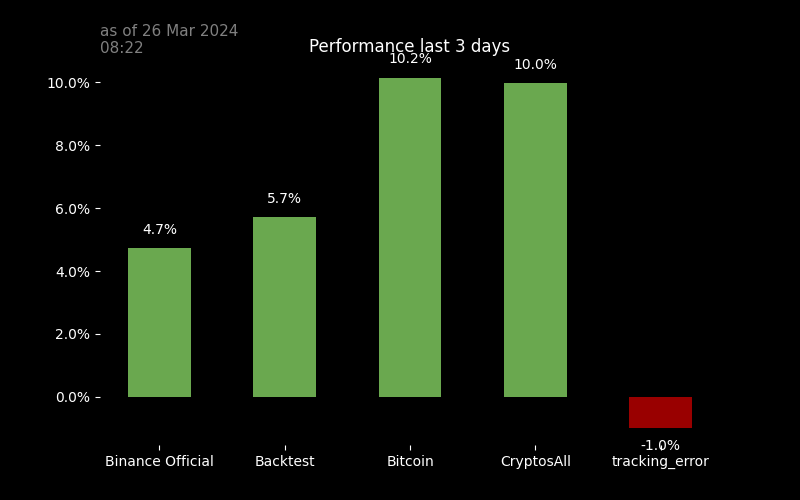 as of 26 Mar 2024
08:22
Performance last 3 days
10.2%
10.0%
10.0%
8.0%
6.0%
5.7%
4.7%
4.0%
2.0%
0.0%
-1.0%
Binance Official
Backtest
Bitcoin
CryptosAll
tracking_error